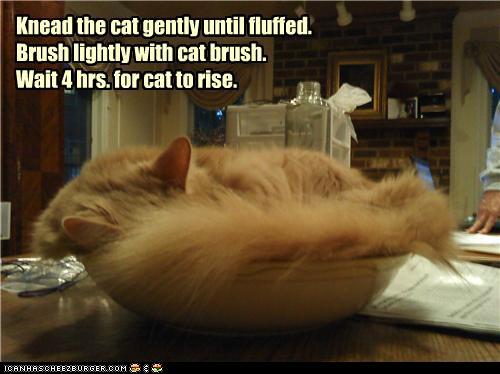 Knead the cat gently until fluffed.
Brush lightly with cat brush.
Wait 4 hrs. for cat to rise.
ICANHASCHEEZBURGER.COM